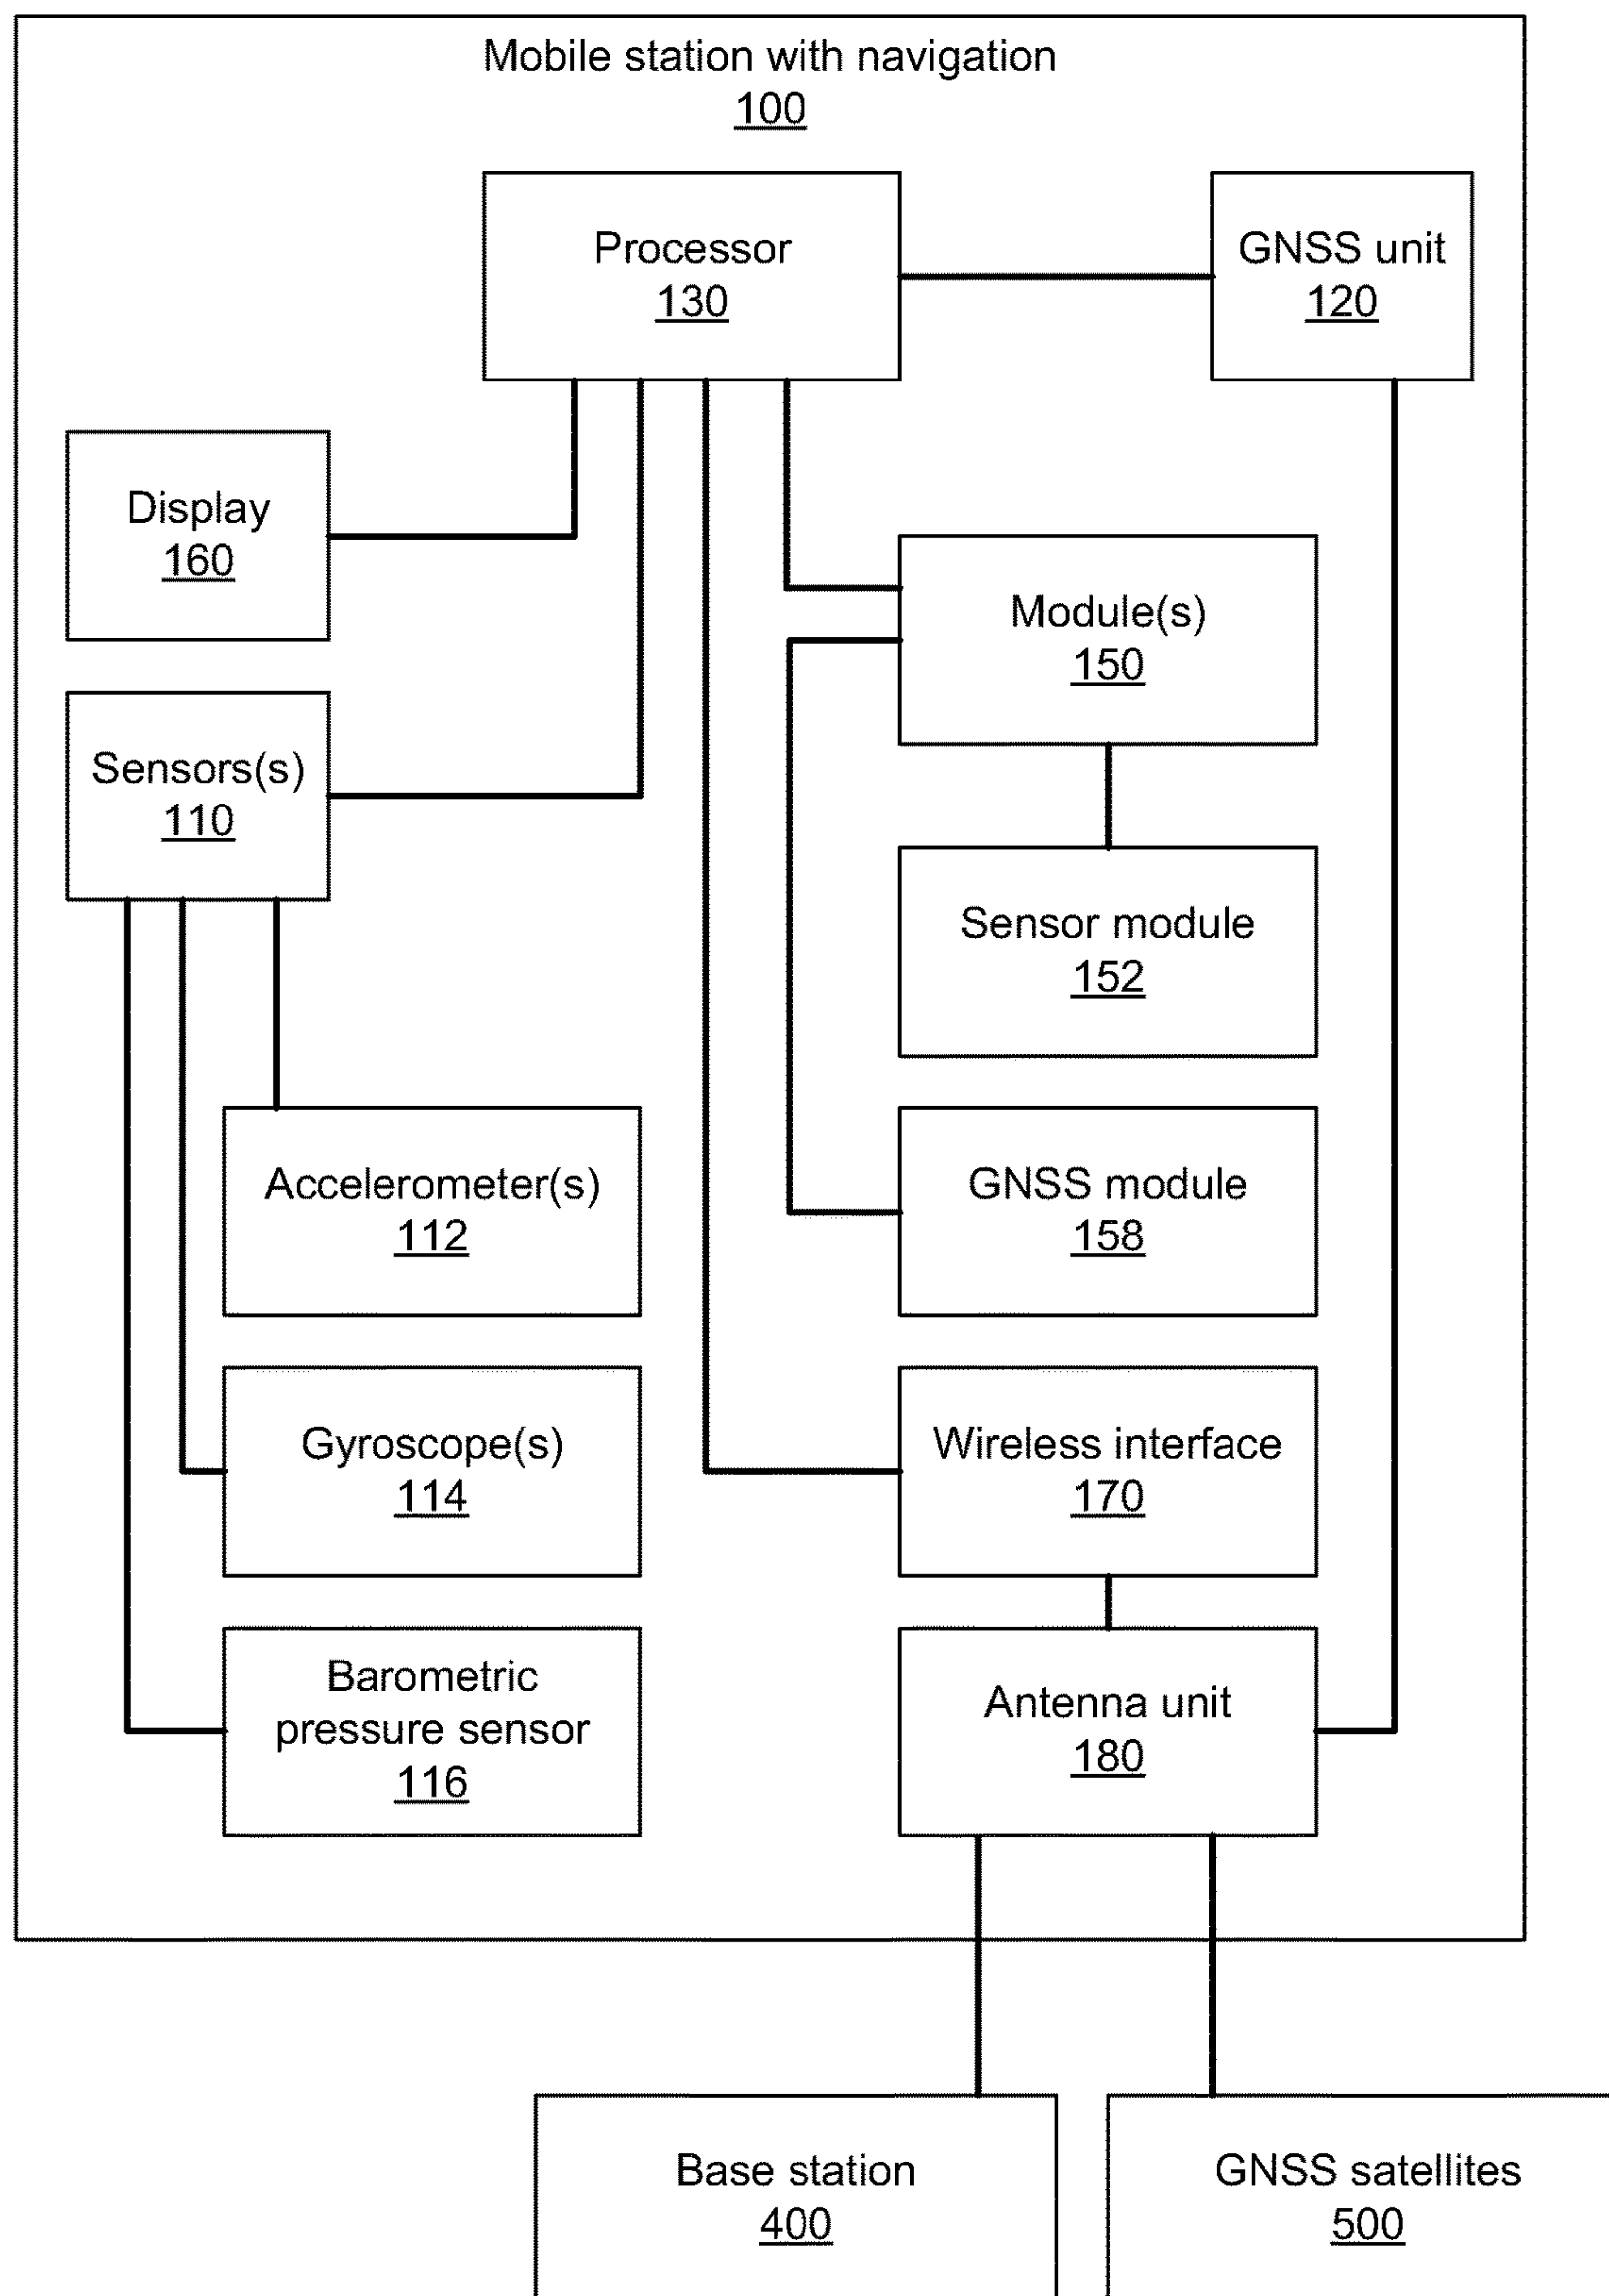 Mobile station with navigation
100
Processor
130
GNSS unit
120
Display
160
Module(s)
150
Sensors(s)
110
Sensor module
152
Accelerometer(s)
112
GNSS module
158
Gyroscope(s)
114
Wireless interface
170
Barometric
pressure sensor
116
Antenna unit
180
Base station
400
GNSS satellites
500